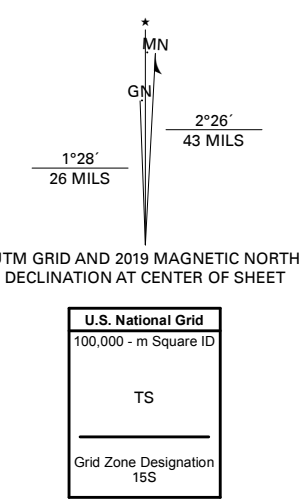 MN
GN
2°26´
43 MILS
1°28´
26 MILS
UTM GRID AND 2019 MAGNETIC NORTH
DECLINATION AT CENTER OF SHEET
U.S. National Grid
100,000 - m Square ID
TS
Grid Zone Designation
15S